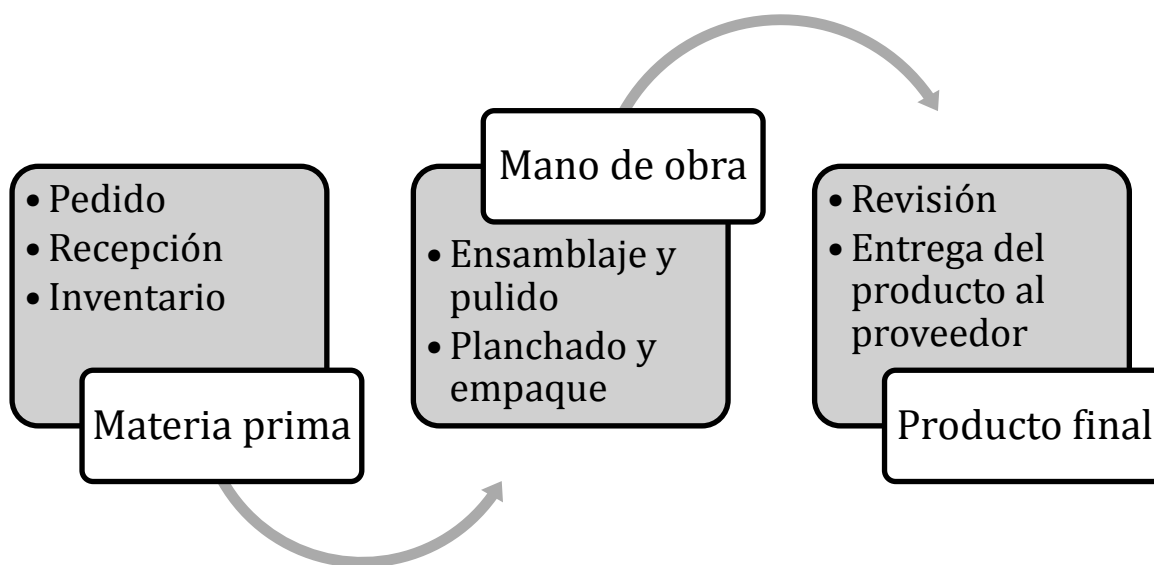 • Pedido
• Recepción
• Inventario
Materia prima
Mano de obra
• Ensamblaje y
pulido
• Planchado y
empaque
• Revisión
• Entrega del
producto al
proveedor
Producto final